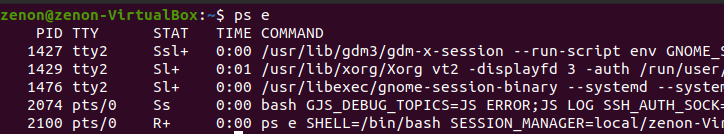 zenon@zenon-VirtualBox:~$ ps e
PID TTY STAT TIME COMMAND
1427 tty2 Ssl+ 0:00 /usr/lib/gdm3/gdm-x-session --run-script env GNOME_S
1429 tty2 Sl+ 0:01 /usr/lib/xorg/Xorg vt2 -displayfd 3 -auth /run/user/
1476 tty2 Sl+ 0:00 /usr/libexec/gnome-session-binary --systemd --system
2074 pts/0 Ss 0:00 bash GJS_DEBUG_TOPICS=JS ERROR;JS LOG SSH_AUTH_SOCK=
2100 pts/0 R+ 0:00 ps e SHELL=/bin/bash SESSION_MANAGER=local/zenon-Vi